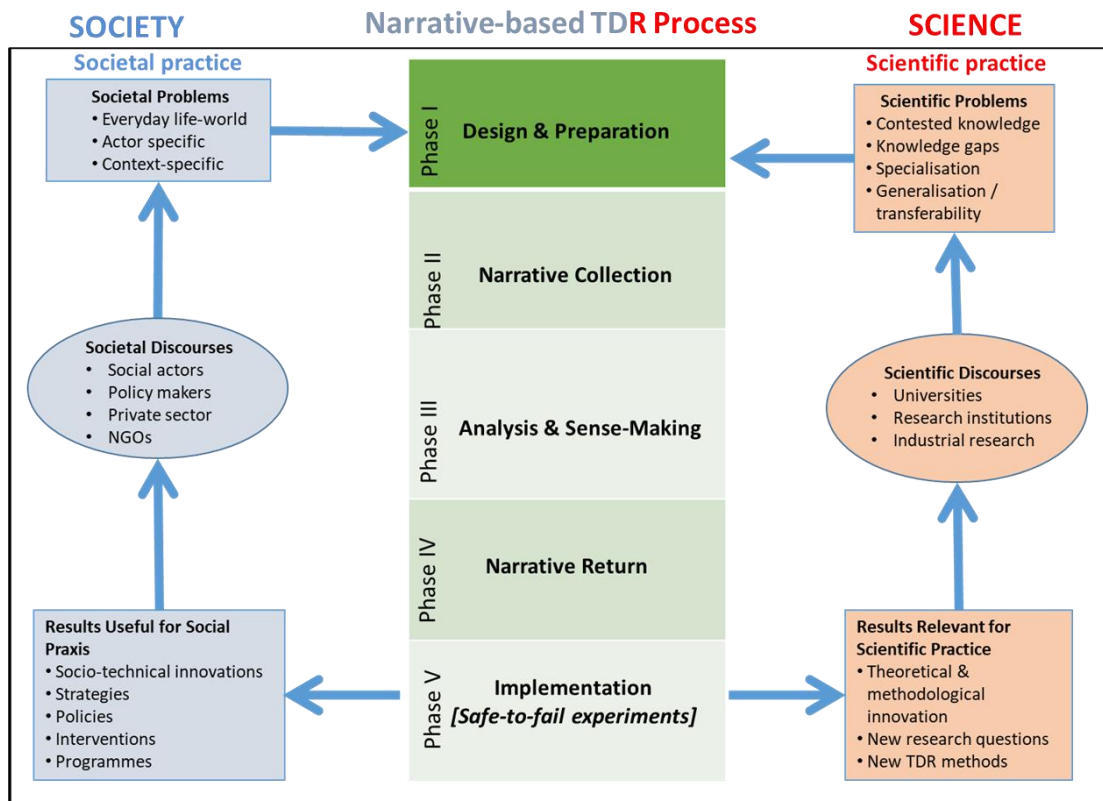 SOCIETY
Narrative-based TDR Process
SCIENCE
Societal practice
Scientific practice
Societal Problems
• Everyday life-world
• Actor specific
• Context-specific
Phase I
Design & Preparation
Scientific Problems
• Contested knowledge
• Knowledge gaps
• Specialisation
• Generalisation /
transferability
Phase II
Narrative Collection
Societal Discourses
• Social actors
• Policy makers
• Private sector
• NGOs
Phase III
Analysis & Sense-Making
Scientific Discourses
• Universities
• Research institutions
• Industrial research
Phase IV
Narrative Return
Results Useful for Social
Praxis
• Socio-technical innovations
• Strategies
• Policies
• Interventions
• Programmes
Phase V
Implementation
[Safe-to-fail experiments]
Results Relevant for
Scientific Practice
• Theoretical &
methodological
innovation
• New research questions
• New TDR methods